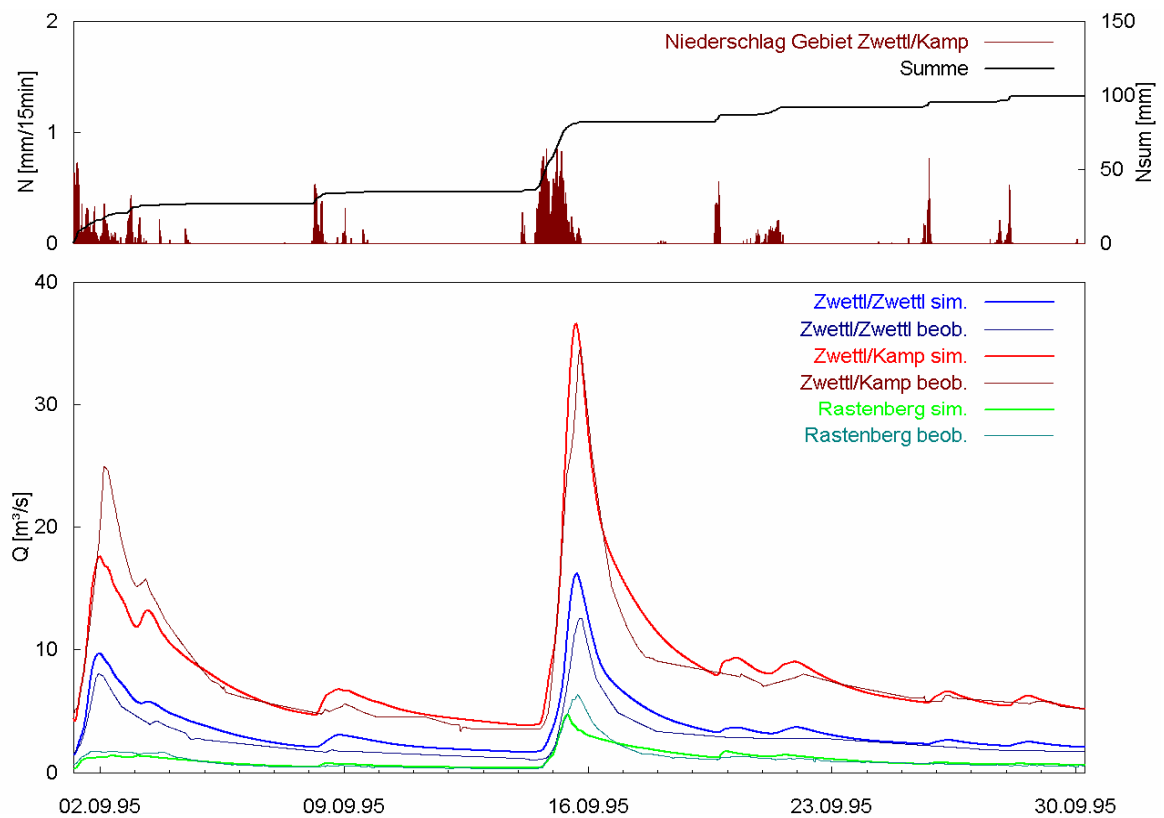 2
1
0
N [mm/15min]
150
100
50
0
Nsum [mm]
Niederschlag Gebiet Zwettl/Kamp
Summe
40
30
20
10
0
Q [m³/s]
Zwettl/Zwettl sim.
Zwettl/Zwettl beob.
Zwettl/Kamp sim.
Zwettl/Kamp beob.
Rastenberg sim.
Rastenberg beob.
02.09.95 09.09.95 16.09.95 23.09.95 30.09.95